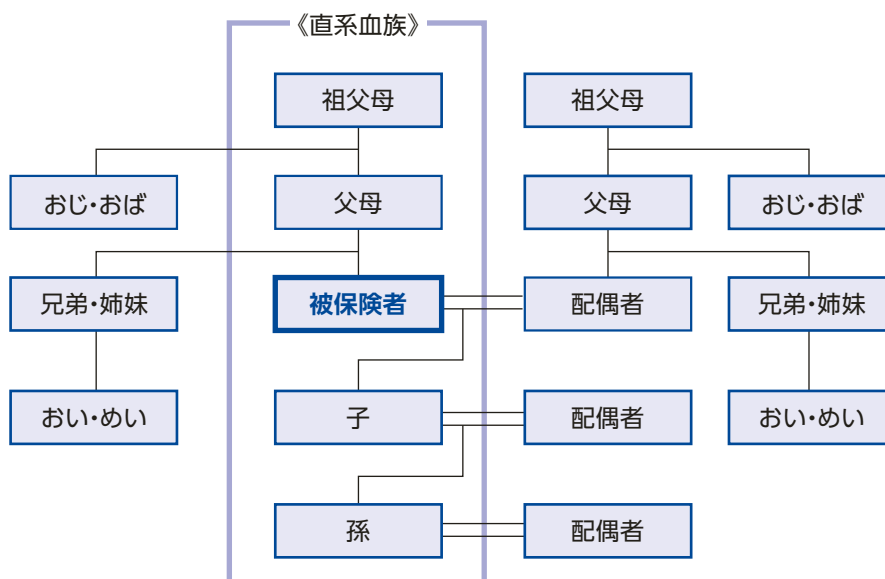 《直系血族》
祖父母
祖父母
おじ・おば
父母
父母
おじ・おば
兄弟・姉妹
被保険者
配偶者
兄弟・姉妹
おい・めい
子
配偶者
おい・めい
孫
配偶者